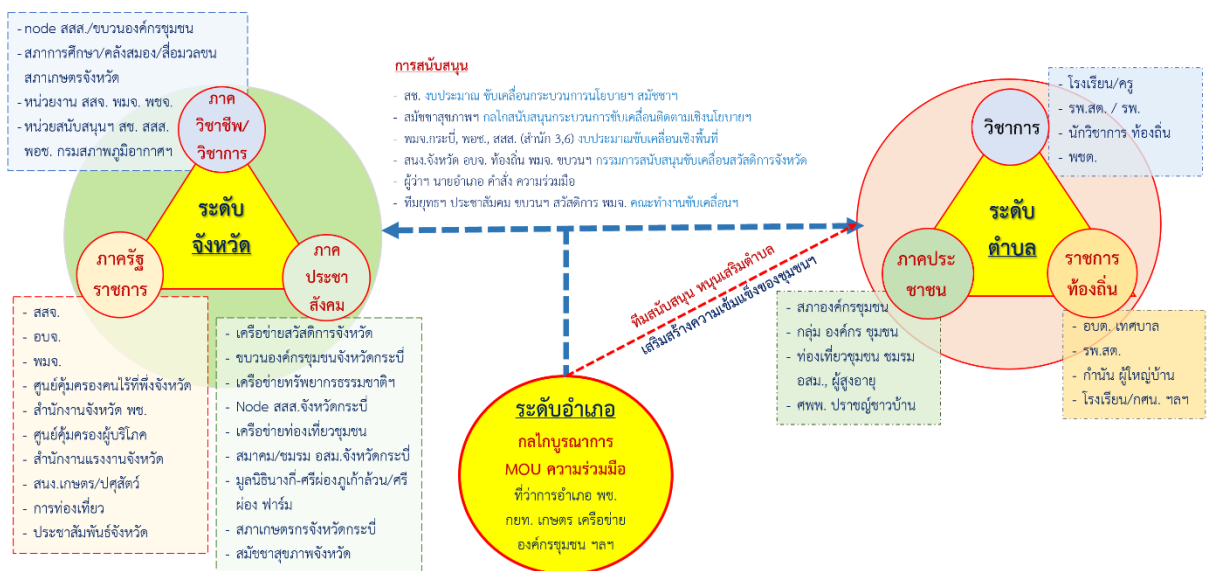 - node สสส./ขบวนองค์กรชุมชน
- สภาการศึกษา/คลังสมอง/สื่อมวลชน
สภาเกษตรจังหวัด
- หน่วยงาน สสจ. พมจ. พชจ.
- หน่วยสนับสนุนฯ สช. สสส.
พอช. กรมสภาพภูมิอากาศฯ
ภาค
วิชาชีพ/
วิชาการ
ระดับ
จังหวัด
ภาครัฐ
ราชการ
ภาค
ประชา
สังคม
- สสจ.
- อบจ.
- พมจ.
- ศูนย์คุ้มครองคนไร้ที่พึ่งจังหวัด
- สำนักงานจังหวัด พช.
- ศูนย์คุ้มครองผู้บริโภค
- สำนักงานแรงงานจังหวัด
- สนง.เกษตร/ปศุสัตว์
- การท่องเที่ยว
- ประชาสัมพันธ์จังหวัด
- เครือข่ายสวัสดิการจังหวัด
- ขบวนองค์กรชุมชนจังหวัดกระบี่
- เครือข่ายทรัพยากรธรรมชาติฯ
- Node สสส.จังหวัดกระบี่
- เครือข่ายท่องเที่ยวชุมชน
- สมาคม/ชมรม อสม.จังหวัดกระบี่
- มูลนิธินางกี่-ศรีผ่องภูเก้าล้วน/ศรี
ผ่อง ฟาร์ม
- สภาเกษตรกรจังหวัดกระบี่
- สมัชชาสุขภาพจังหวัด
การสนับสนุน
- สช. งบประมาณ ขับเคลื่อนกระบวนการนโยบายฯ สมัชชาฯ
- สมัชชาสุขภาพฯ กลไกสนับสนุนกระบวนการขับเคลื่อนติดตามเชิงนโยบายฯ
- พมจ.กระบี่, พอช., สสส. (สำนัก 3,6) งบประมาณขับเคลื่อนเชิงพื้นที่
- สนง.จังหวัด อบจ. ท้องถิ่น พมจ. ขบวนฯ กรรมการสนับสนุนขับเคลื่อนสวัสดิการจังหวัด
- ผู้ว่าฯ นายอำเภอ คำสั่ง ความร่วมมือ
- ทีมยุทธฯ ประชาสังคม ขบวนฯ สวัสดิการ พมจ. คณะทำงานขับเคลื่อนฯ
ทีมสนับสนุน หนุนเสริมตำบล
เสริมสร้างความเข้มแข็งของชุมชนฯ
ระดับอำเภอ
กลไกบูรณาการ
MOU ความร่วมมือ
ที่ว่าการอำเภอ พช.
กยท. เกษตร เครือข่าย
องค์กรชุมชน ฯลฯ
วิชาการ
ระดับ
ตำบล
ภาคประ
ชาชน
ราชการ
ท้องถิ่น
- โรงเรียน/ครู
- รพ.สต. / รพ.
- นักวิชาการ ท้องถิ่น
- พชต.
- สภาองค์กรชุมชน
- กลุ่ม องค์กร ชุมชน
- ท่องเที่ยวชุมชน ชมรม
อสม., ผู้สูงอายุ
- ศพพ. ปราชญ์ชาวบ้าน
- อบต. เทศบาล
- รพ.สต.
- กำนัน ผู้ใหญ่บ้าน
- โรงเรียน/กศน. ฯลฯ